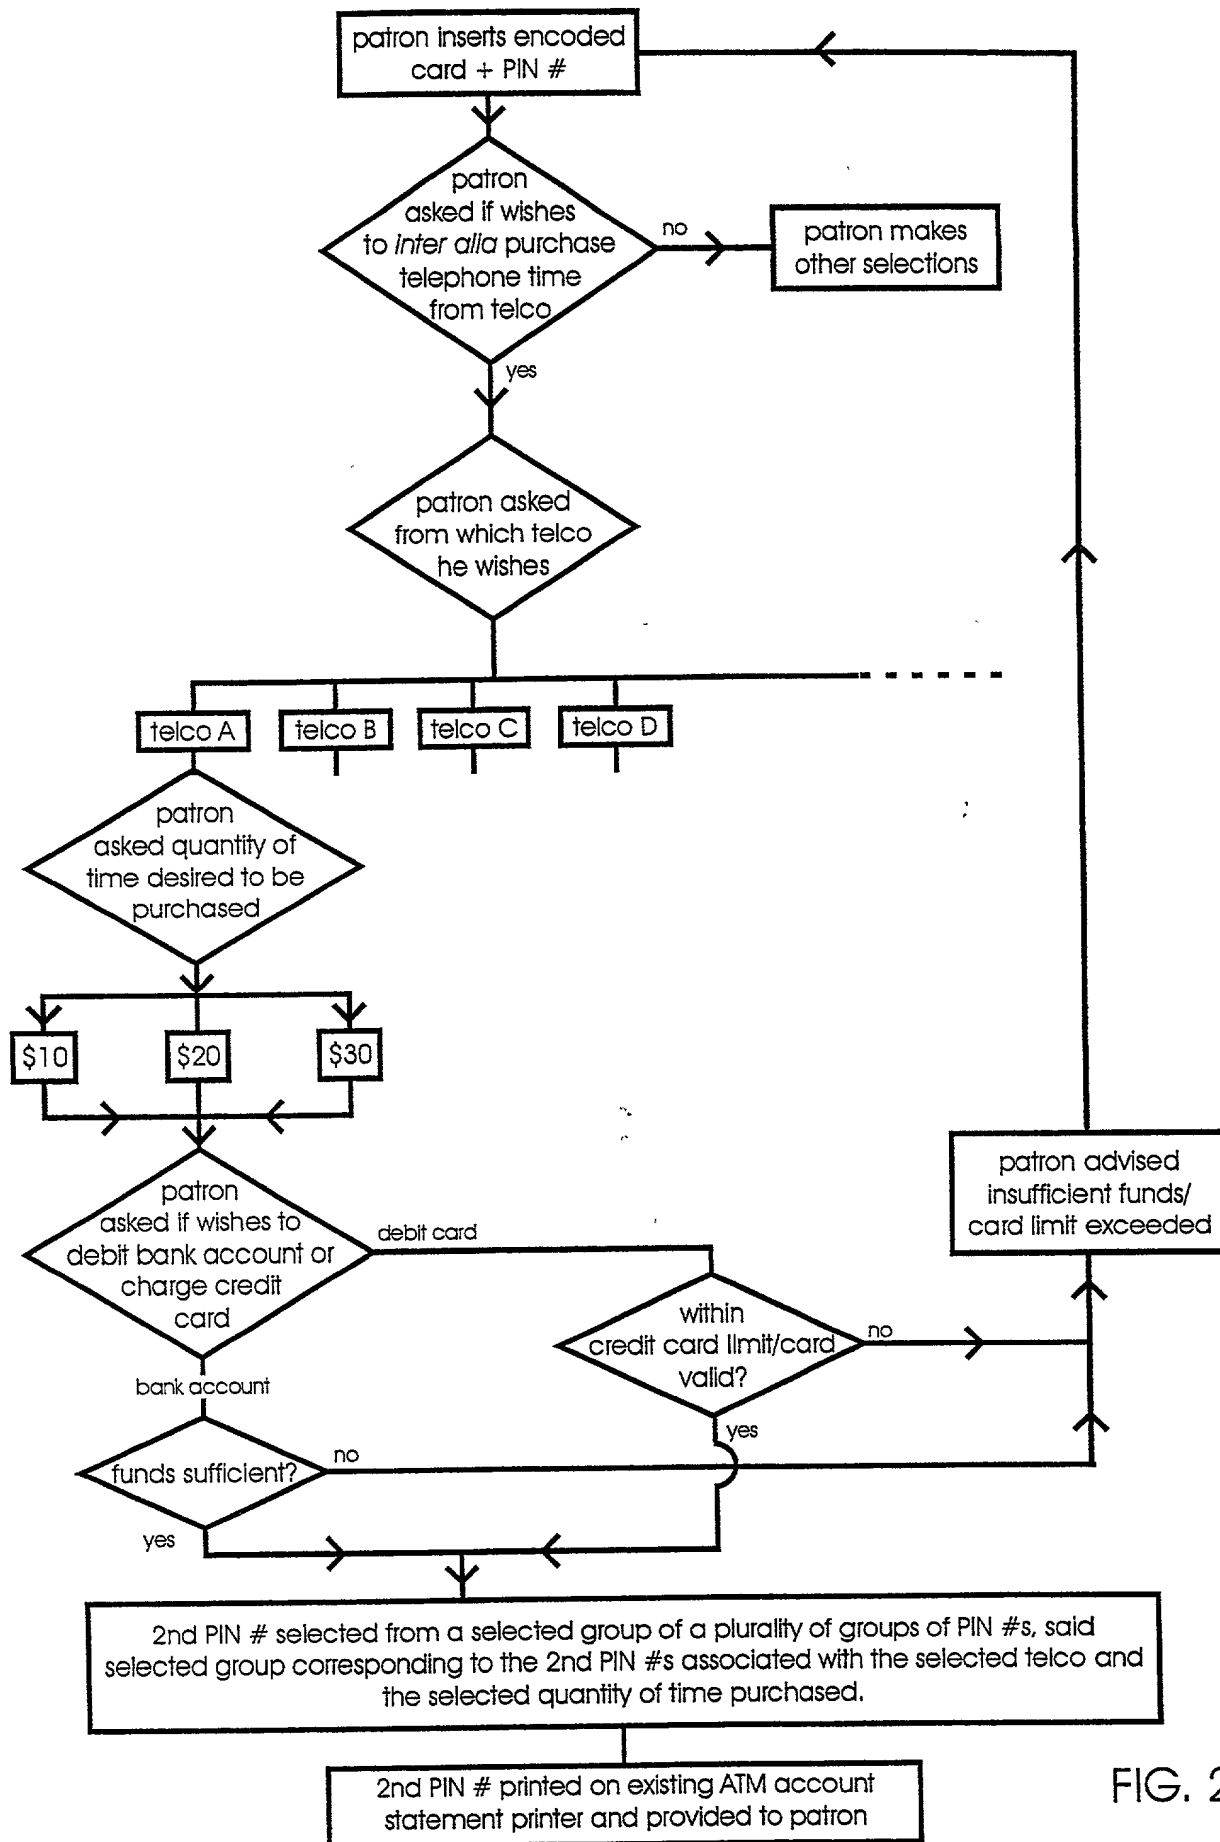 patron inserts encoded
card + PIN #
patron
asked if wishes
to inter alia purchase
telephone time
from telco
no
patron makes
other selections
yes
patron asked
from which telco
he wishes
telco A
telco B
telco C
telco D
patron
asked quantity of
time desired to be
purchased
$10
$20
$30
patron
asked if wishes to
debit bank account or
charge credit
card
debit card
patron advised
insufficient funds/
card limit exceeded
within
credit card limit/card
valid?
no
bank account
yes
funds sufficient?
no
yes
2nd PIN # selected from a selected group of a plurality of groups of PIN #s, said
selected group corresponding to the 2nd PIN #s associated with the selected telco and
the selected quantity of time purchased.
2nd PIN # printed on existing ATM account
statement printer and provided to patron
FIG. 2